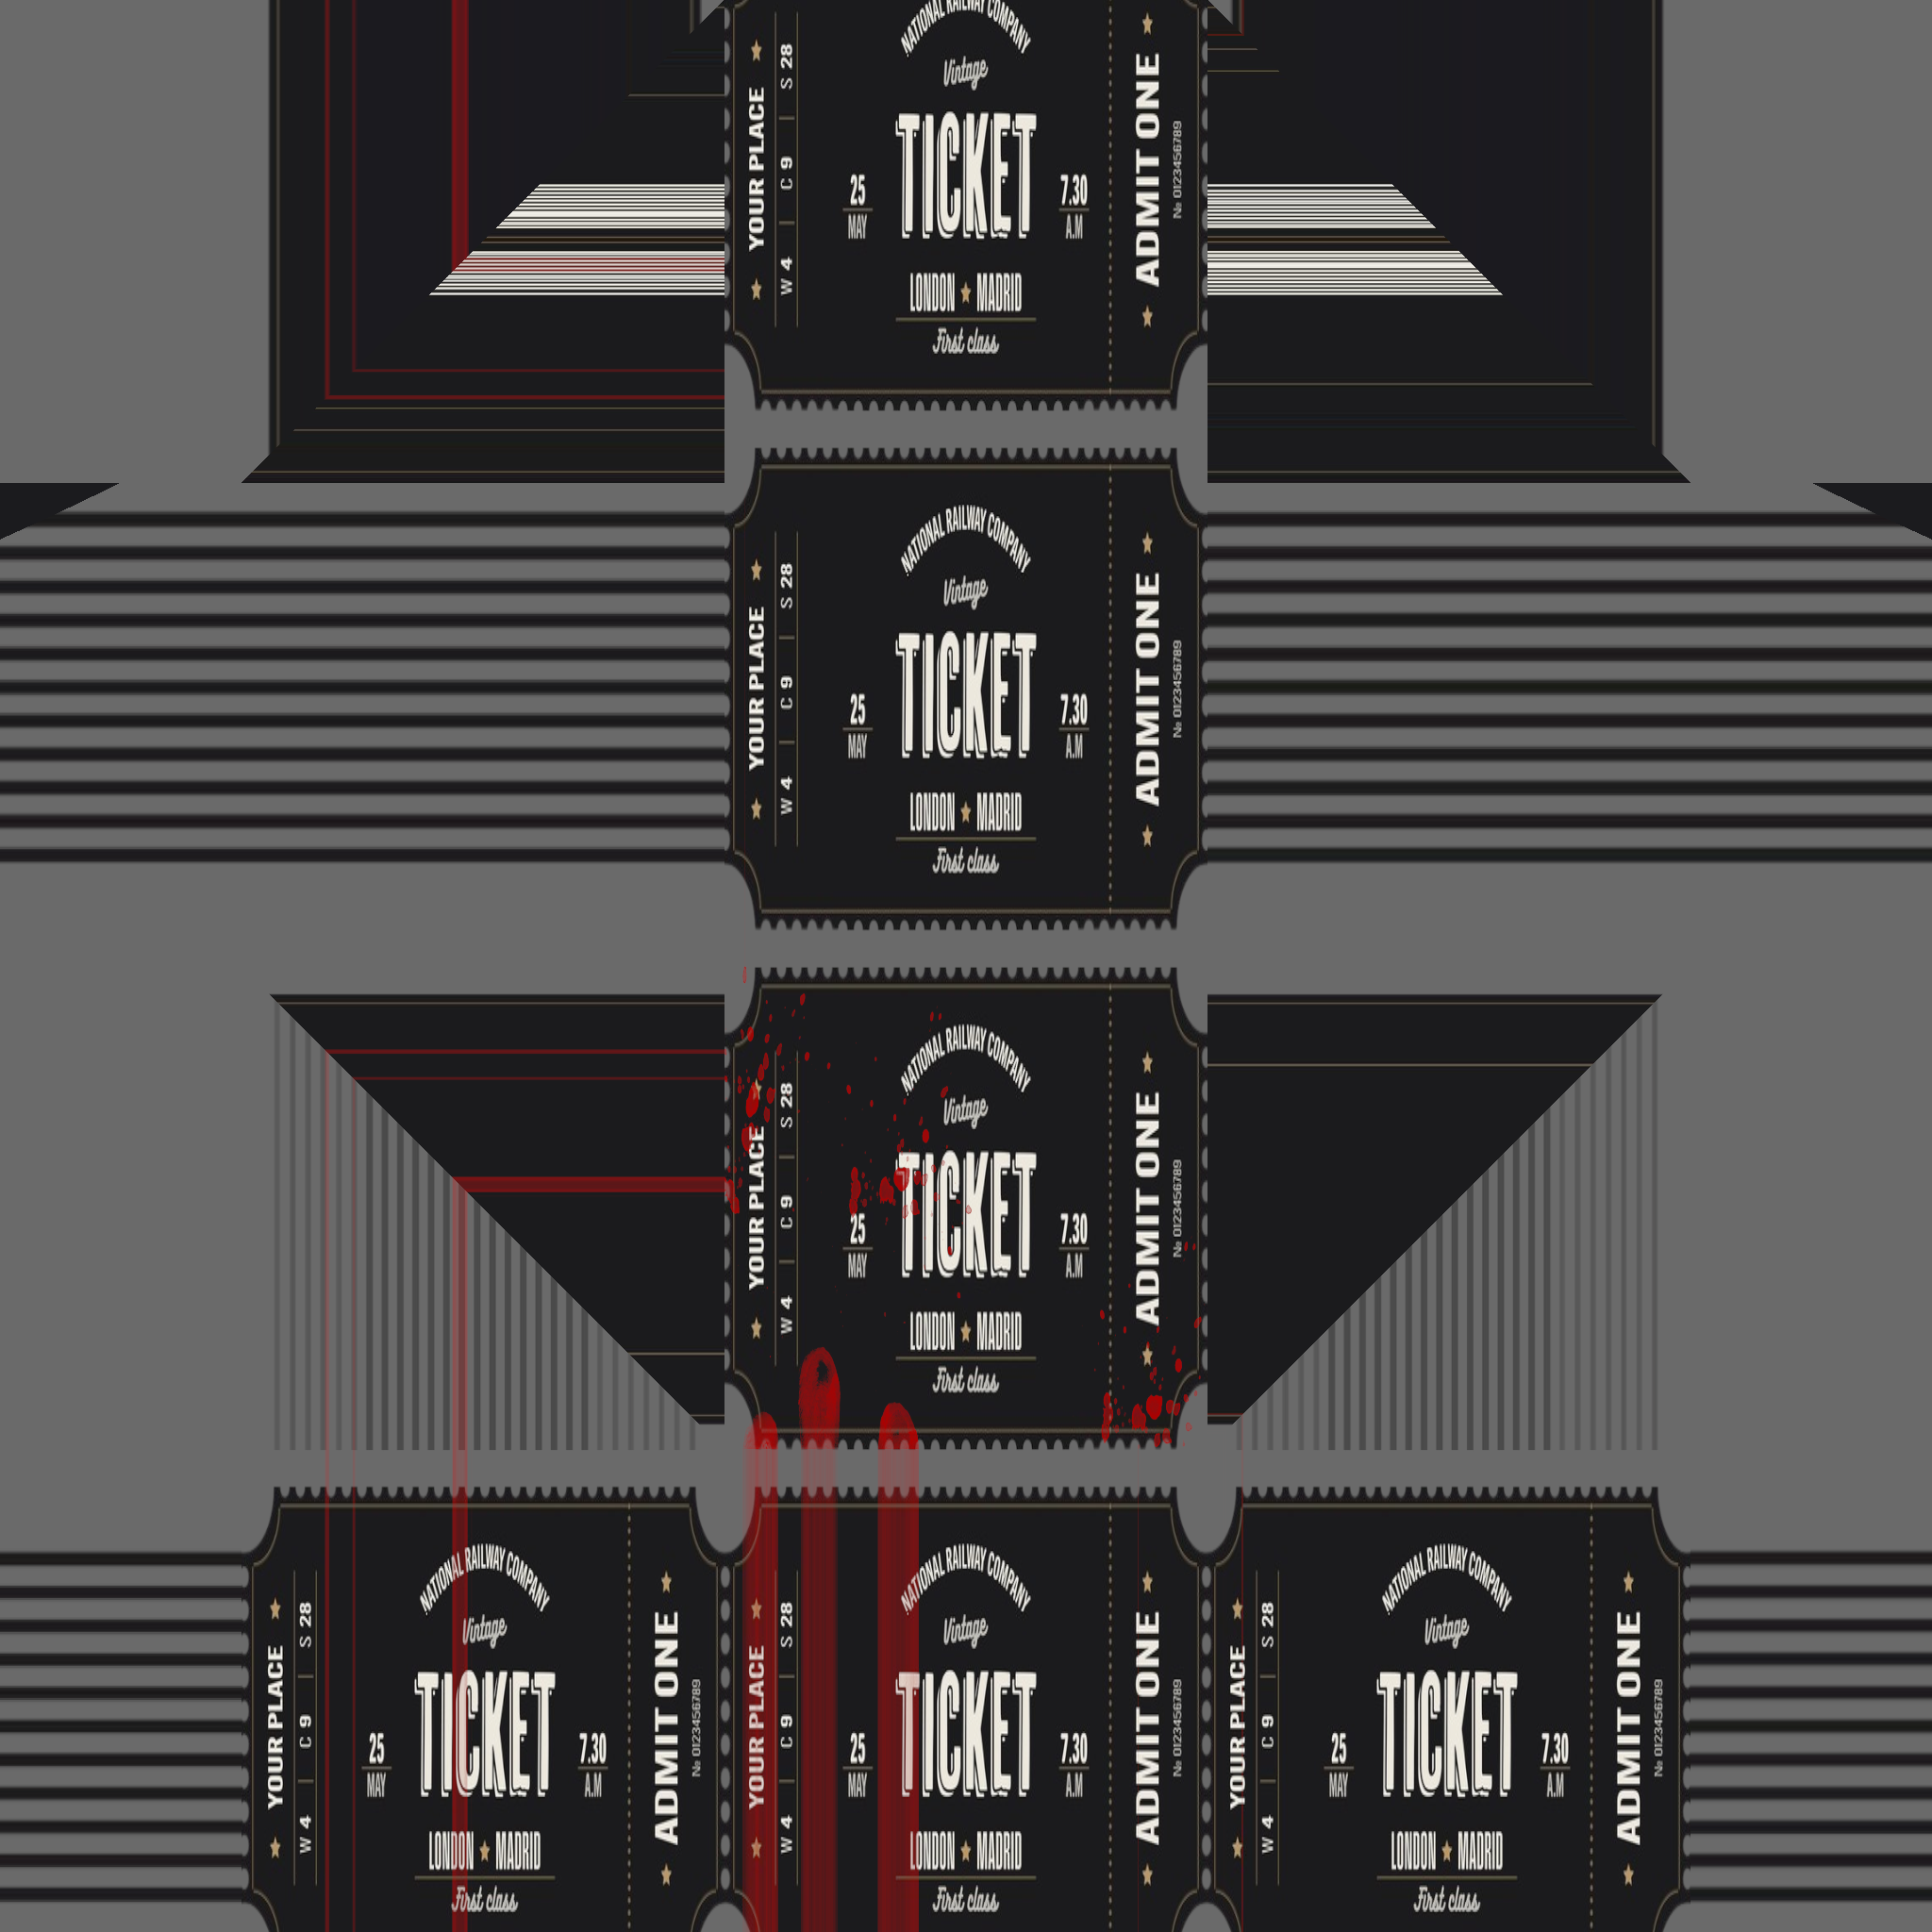 NATIONAL RAILWAY COMPANY
Vintage
TICKET
25
MAY
7.30
A.M
LONDON ★ MADRID
First class
★ YOUR PLACE ★
W 4 | C 9 | S 28
★ ADMIT ONE ★
№ 0123456789
NATIONAL RAILWAY COMPANY
Vintage
TICKET
25
MAY
7.30
A.M
LONDON ★ MADRID
First class
★ YOUR PLACE ★
W 4 | C 9 | S 28
★ ADMIT ONE ★
№ 0123456789
NATIONAL RAILWAY COMPANY
Vintage
TICKET
25
MAY
7.30
A.M
LONDON ★ MADRID
First class
★ YOUR PLACE ★
W 4 | C 9 | S 28
★ ADMIT ONE ★
№ 0123456789
NATIONAL RAILWAY COMPANY
Vintage
TICKET
25
MAY
7.30
A.M
LONDON ★ MADRID
First class
★ YOUR PLACE ★
W 4 | C 9 | S 28
★ ADMIT ONE ★
№ 0123456789
NATIONAL RAILWAY COMPANY
Vintage
TICKET
25
MAY
7.30
A.M
LONDON ★ MADRID
First class
★ YOUR PLACE ★
W 4 | C 9 | S 28
★ ADMIT ONE ★
№ 0123456789
NATIONAL RAILWAY COMPANY
Vintage
TICKET
25
MAY
7.30
A.M
LONDON ★ MADRID
First class
★ YOUR PLACE ★
W 4 | C 9 | S 28
★ ADMIT ONE ★
№ 0123456789